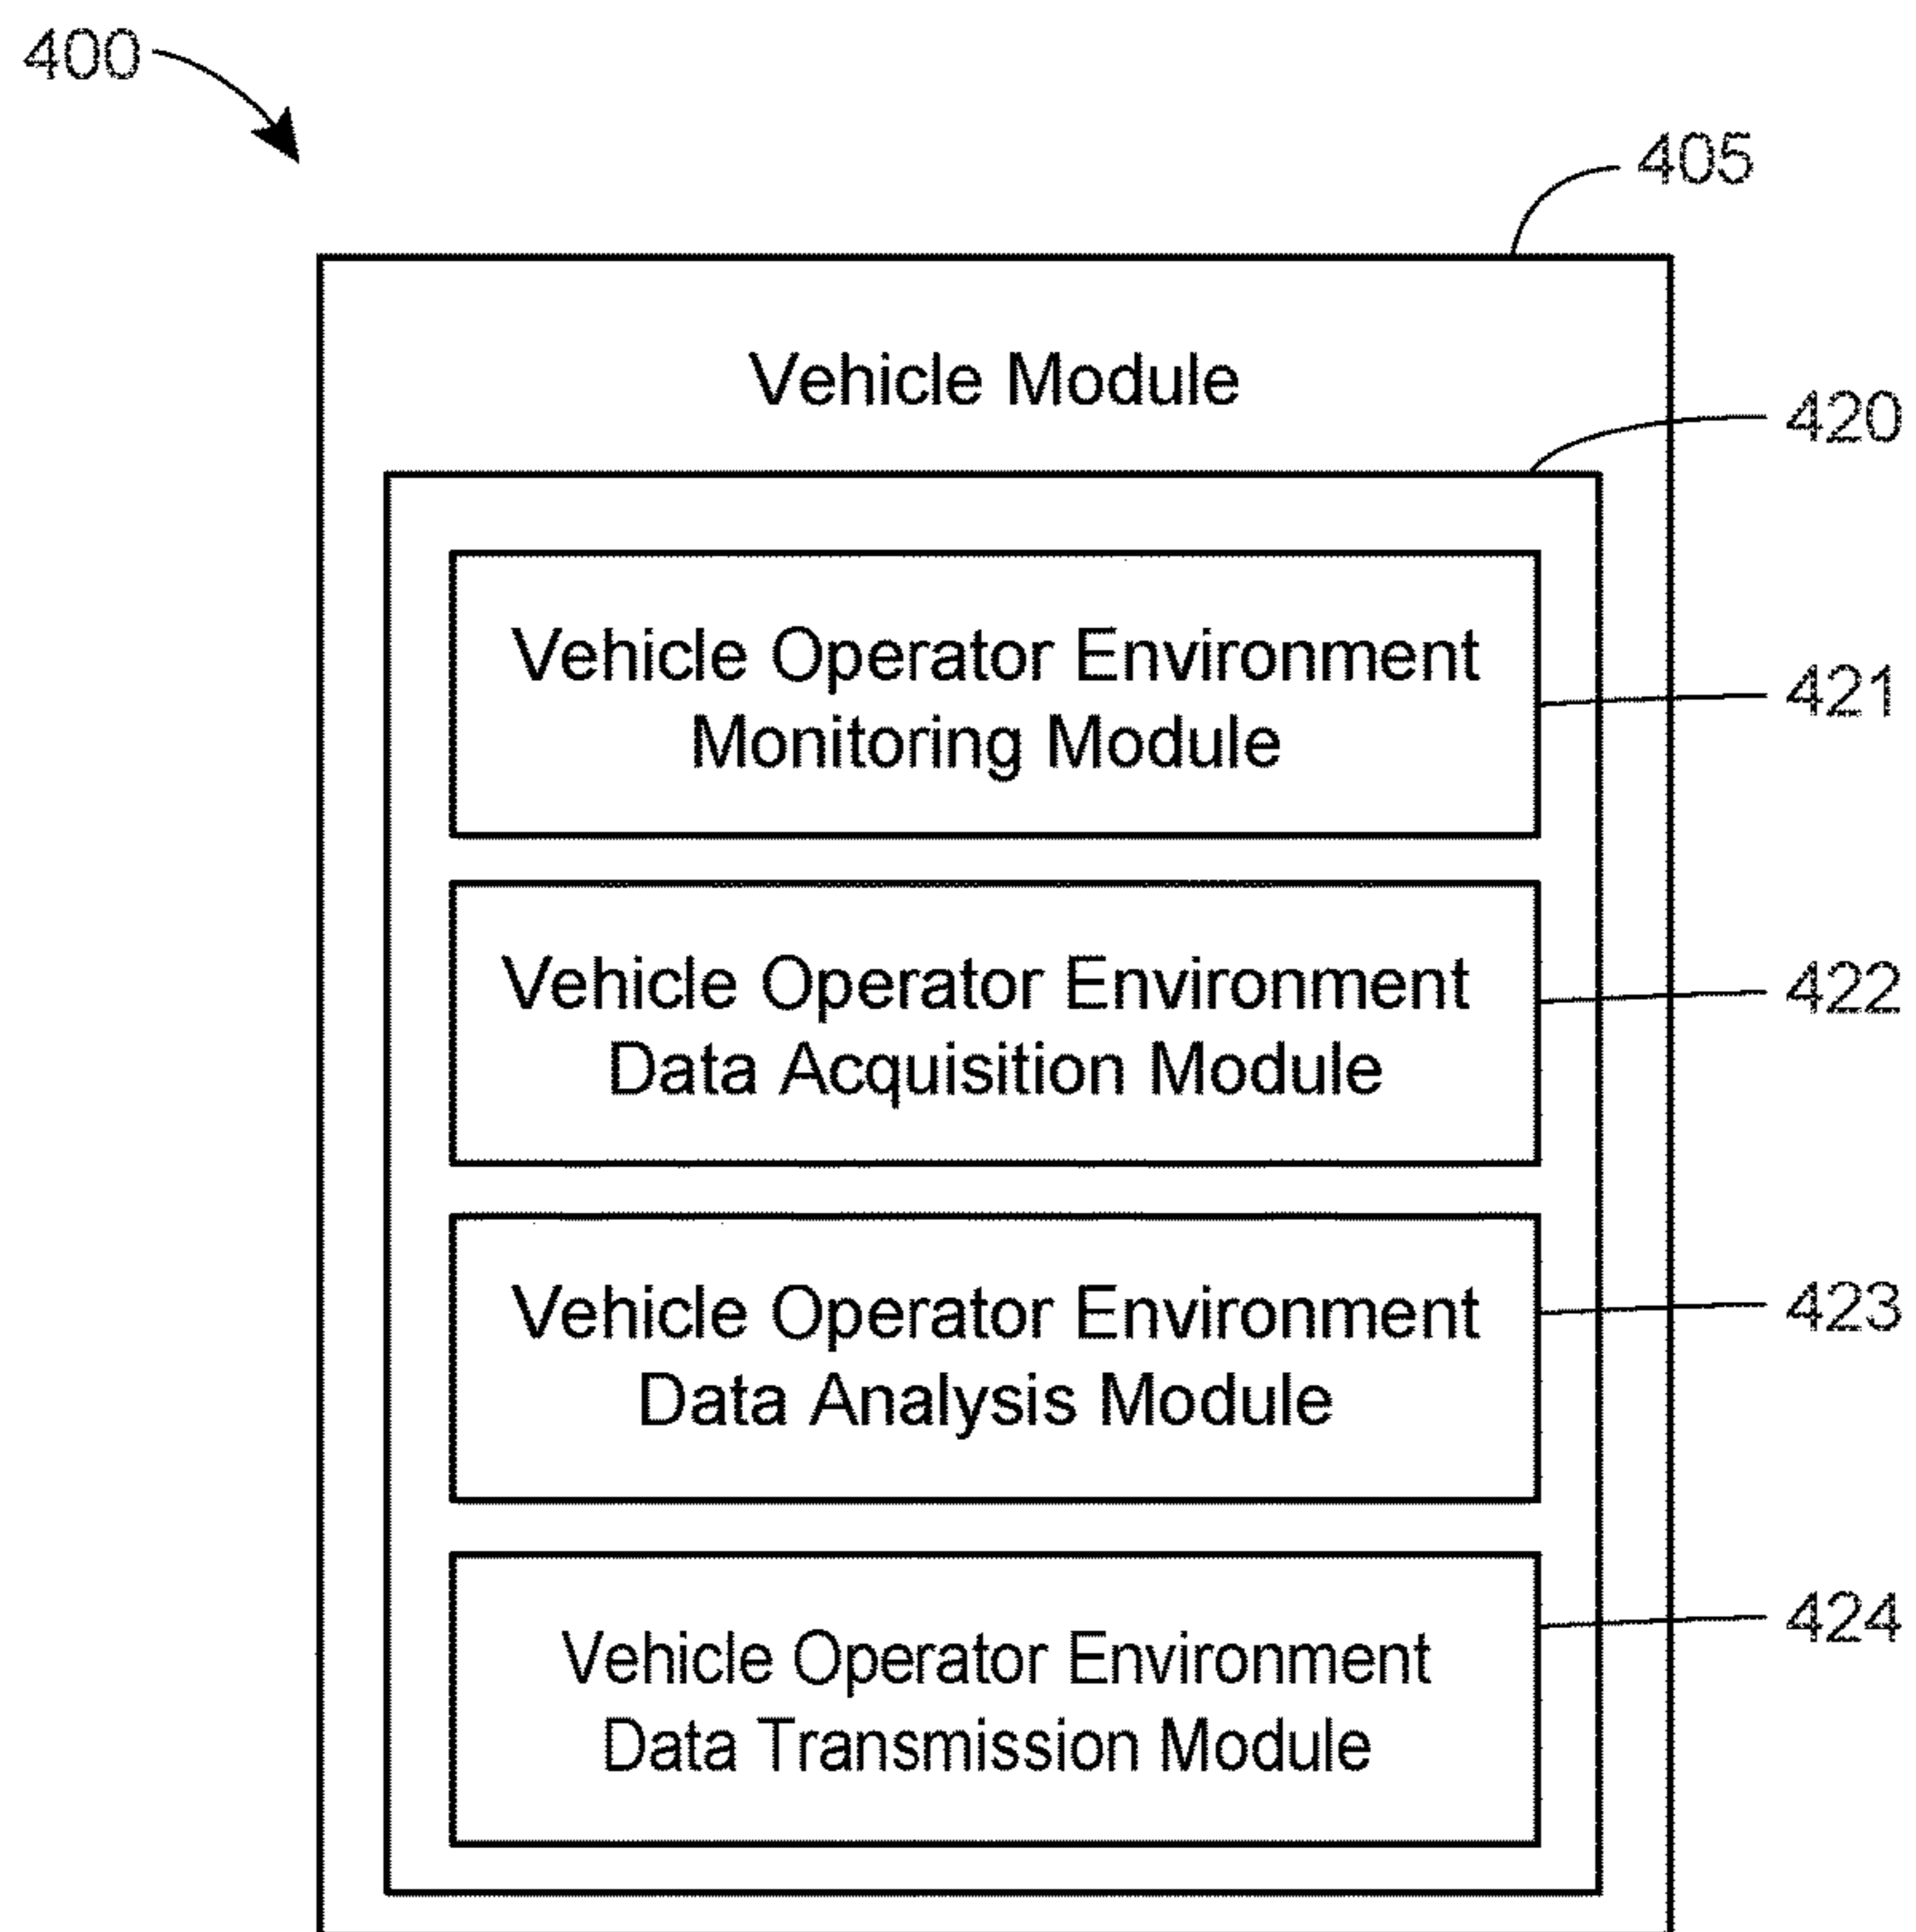 400
405
Vehicle Module
420
Vehicle Operator Environment
Monitoring Module
421
Vehicle Operator Environment
Data Acquisition Module
422
Vehicle Operator Environment
Data Analysis Module
423
Vehicle Operator Environment
Data Transmission Module
424